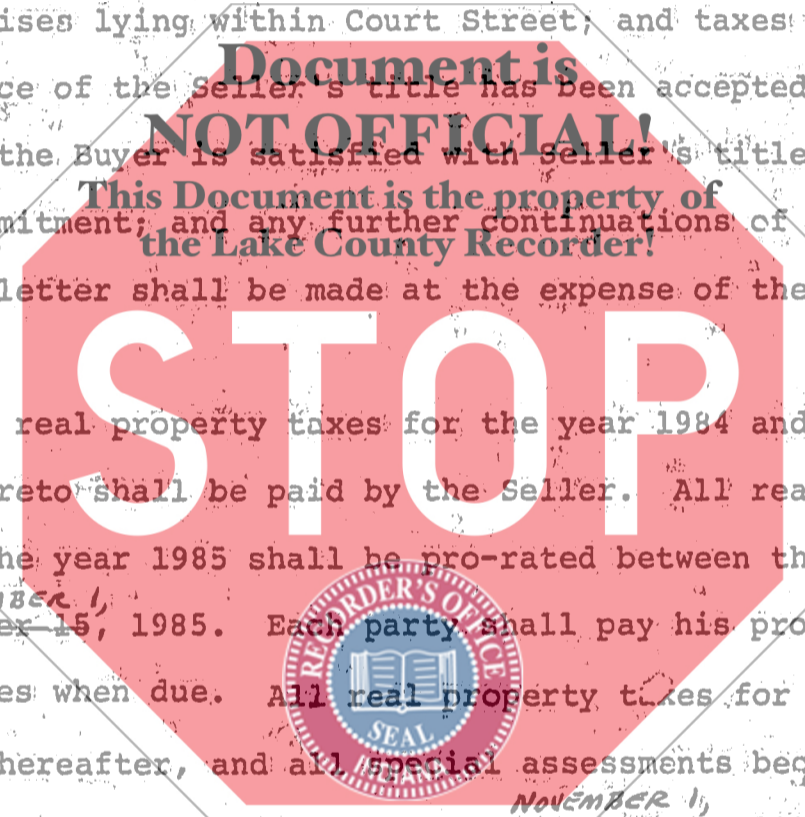 ises lying within Court Street; and taxes
Document is
ce of the Seller's title has been accepted
NOT OFFICIAL!
the Buyer is satisfied with Seller's title
This Document is the property of
mitment; and any further continuations of
the Lake County Recorder!
letter shall be made at the expense of the
STOP
real property taxes for the year 1984 and
reto shall be paid by the Seller. All rea
he year 1985 shall be pro-rated between th
BER 1,
er 15, 1985. Each party shall pay his pro
RECORDER'S OFFICE
es when due. All real property taxes for
SEAL
hereafter, and all special assessments beg
INDIANA
NOVEMBER 1,